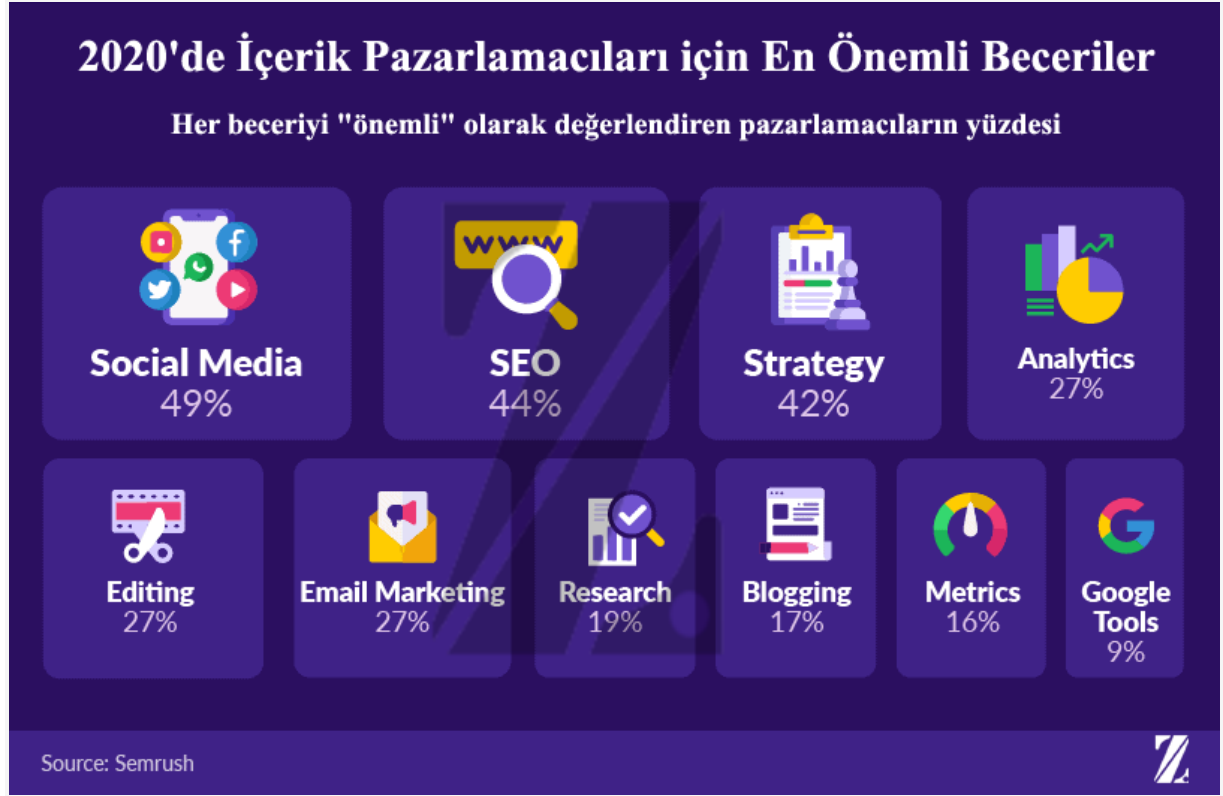 2020'de İçerik Pazarlamacıları için En Önemli Beceriler
Her beceriyi "önemli" olarak değerlendiren pazarlamacıların yüzdesi
www
Social Media
49%
SEO
44%
Strategy
42%
Analytics
27%
Editing
27%
Email Marketing
27%
Research
19%
Blogging
17%
Metrics
16%
Google
Tools
9%
Source: Semrush